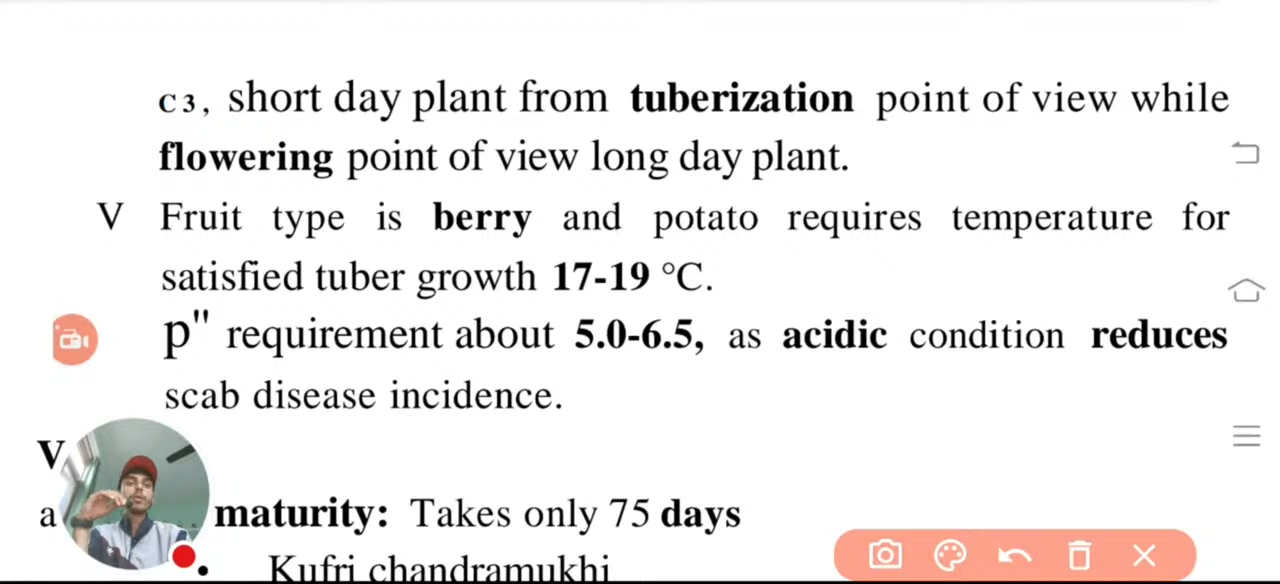 C3, short day plant from tuberization point of view while
flowering point of view long day plant.
V Fruit type is berry and potato requires temperature for
satisfied tuber growth 17-19 °C.
p" requirement about 5.0-6.5, as acidic condition reduces
scab disease incidence.
V
a maturity: Takes only 75 days
• Kufri chandramukhi